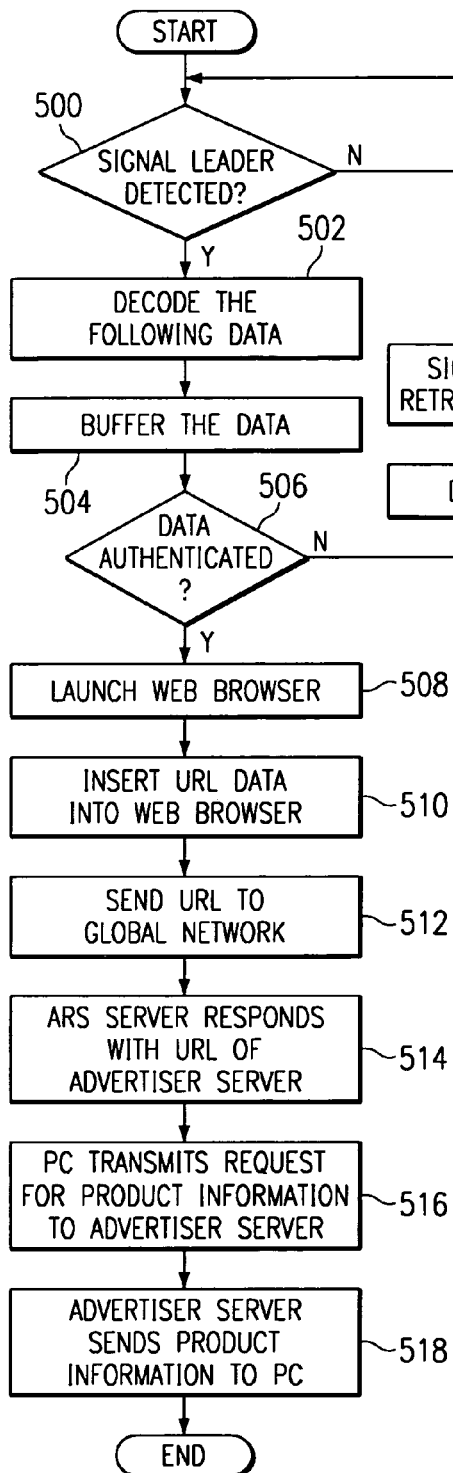 START
500
SIGNAL LEADER
DETECTED?
N
Y
502
DECODE THE
FOLLOWING DATA
BUFFER THE DATA
504
506
DATA
AUTHENTICATED
?
N
Y
LAUNCH WEB BROWSER
508
INSERT URL DATA
INTO WEB BROWSER
510
SEND URL TO
GLOBAL NETWORK
512
ARS SERVER RESPONDS
WITH URL OF
ADVERTISER SERVER
514
PC TRANSMITS REQUEST
FOR PRODUCT INFORMATION
TO ADVERTISER SERVER
516
ADVERTISER SERVER
SENDS PRODUCT
INFORMATION TO PC
518
END